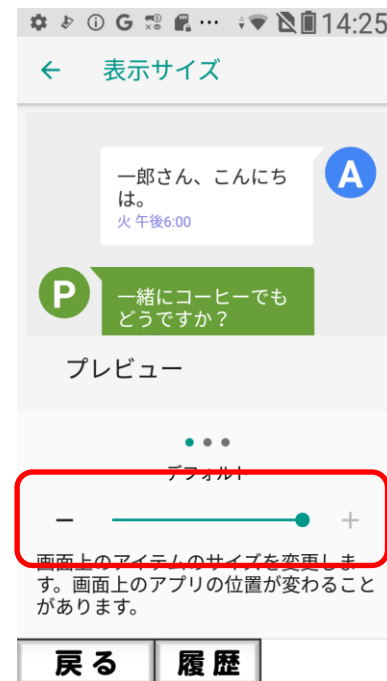 G 14:25
表示サイズ
一郎さん、こんにち
は。
火 午後6:00
A
P
一緒にコーヒーでも
どうですか？
プレビュー
デフォルト
画面上のアイテムのサイズを変更しま
す。画面上のアプリの位置が変わること
があります。
戻る 履歴